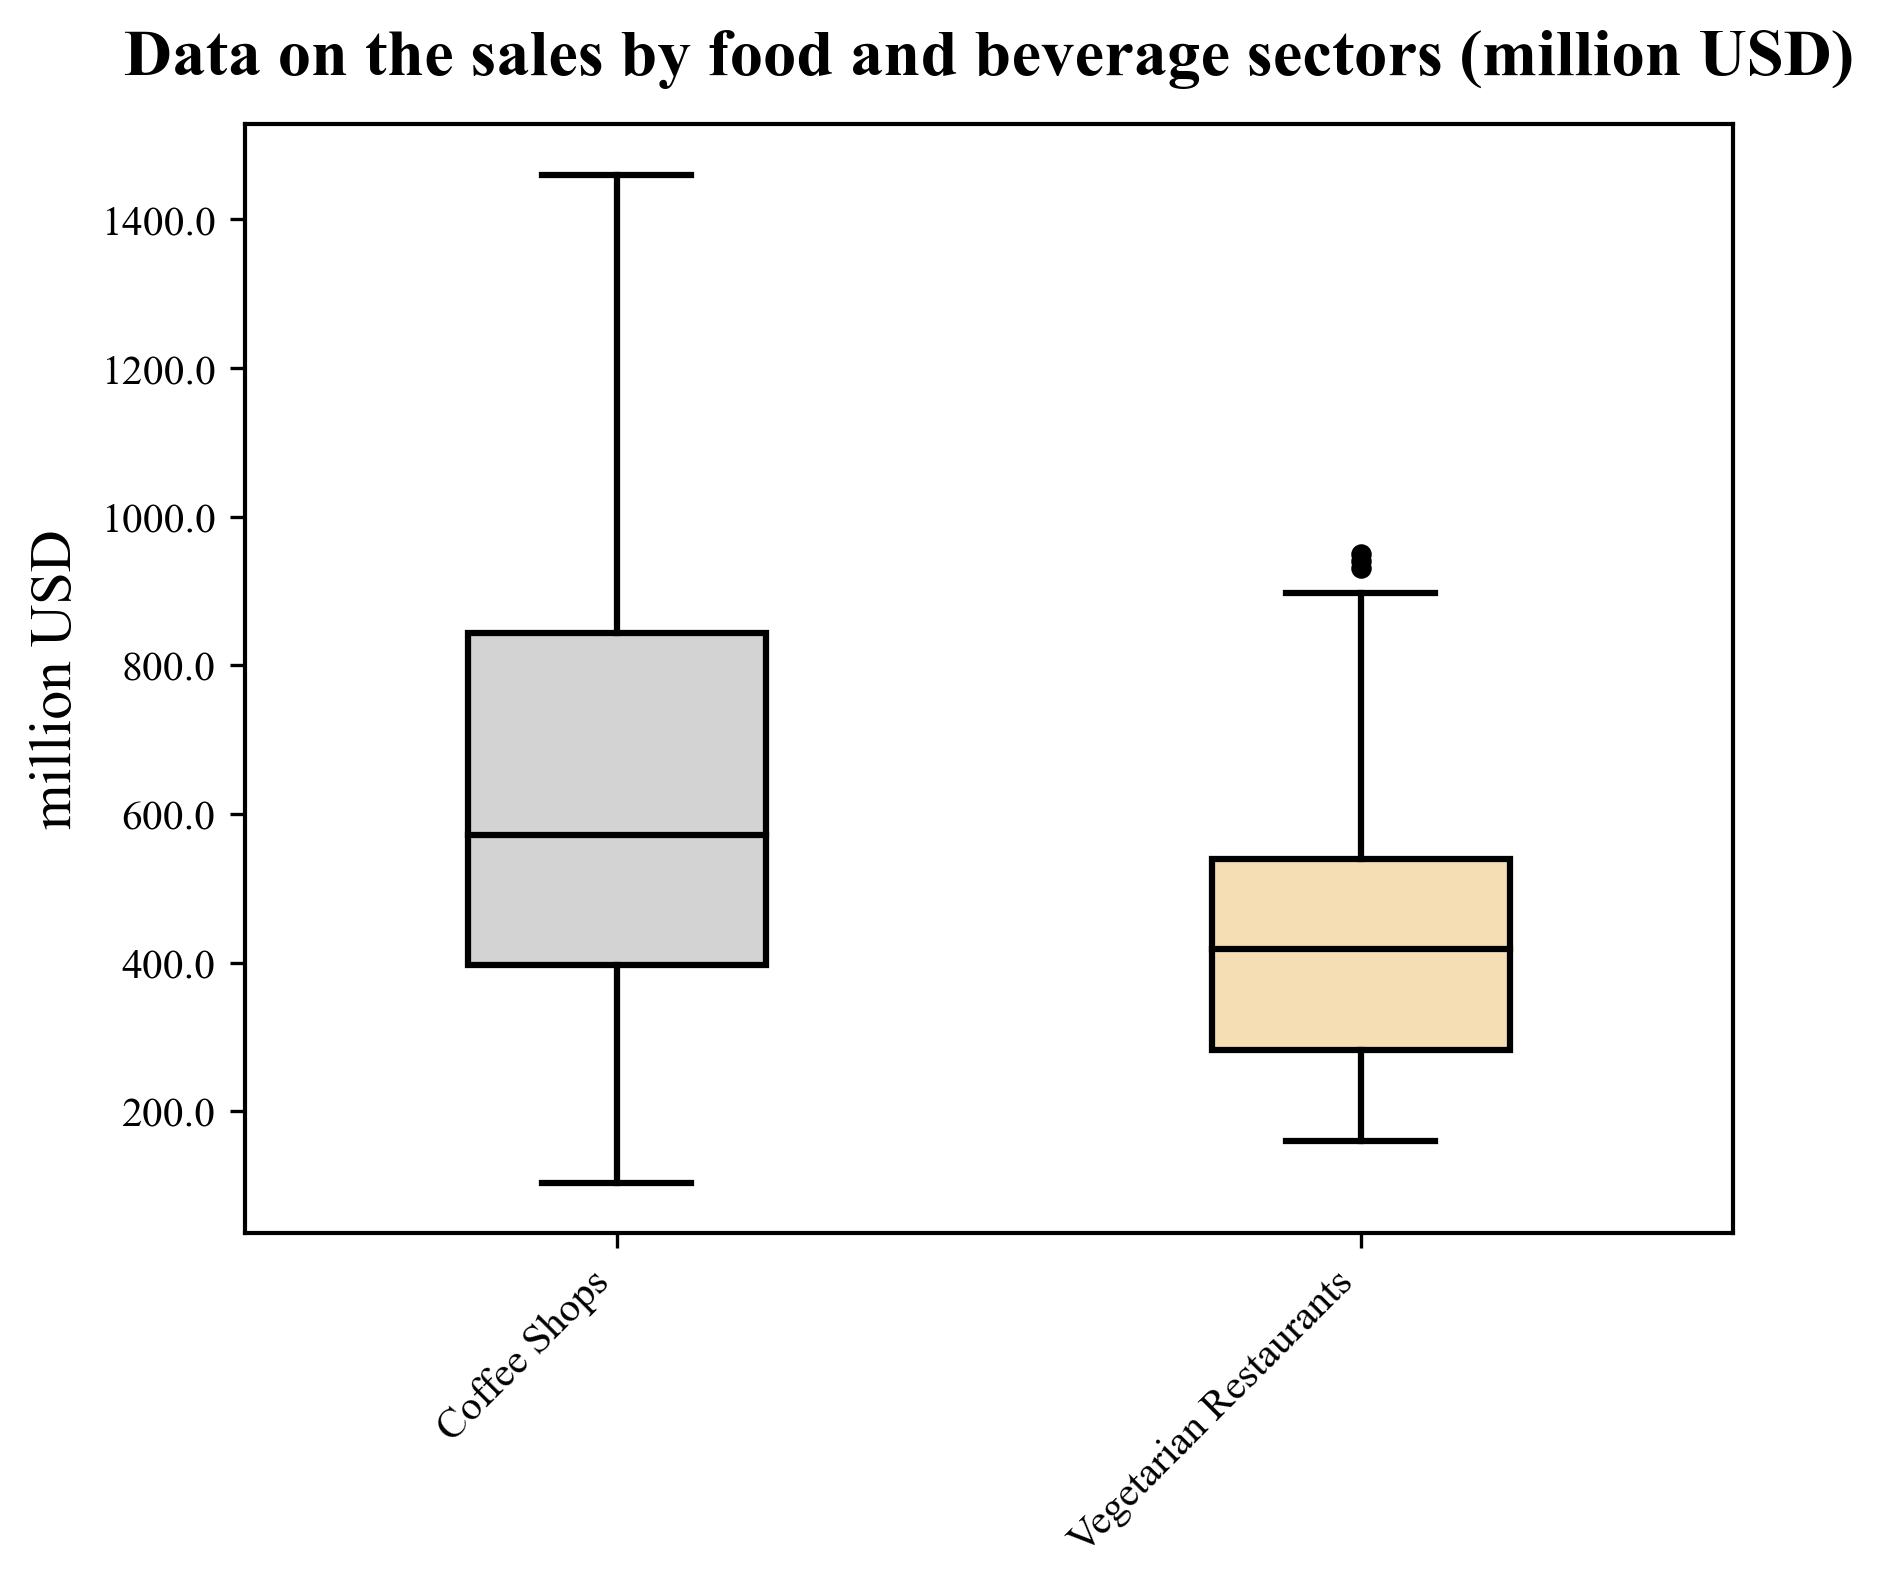 Data on the sales by food and beverage sectors (million USD)
million USD
1400.0
1200.0
1000.0
800.0
600.0
400.0
200.0
Coffee Shops
Vegetarian Restaurants